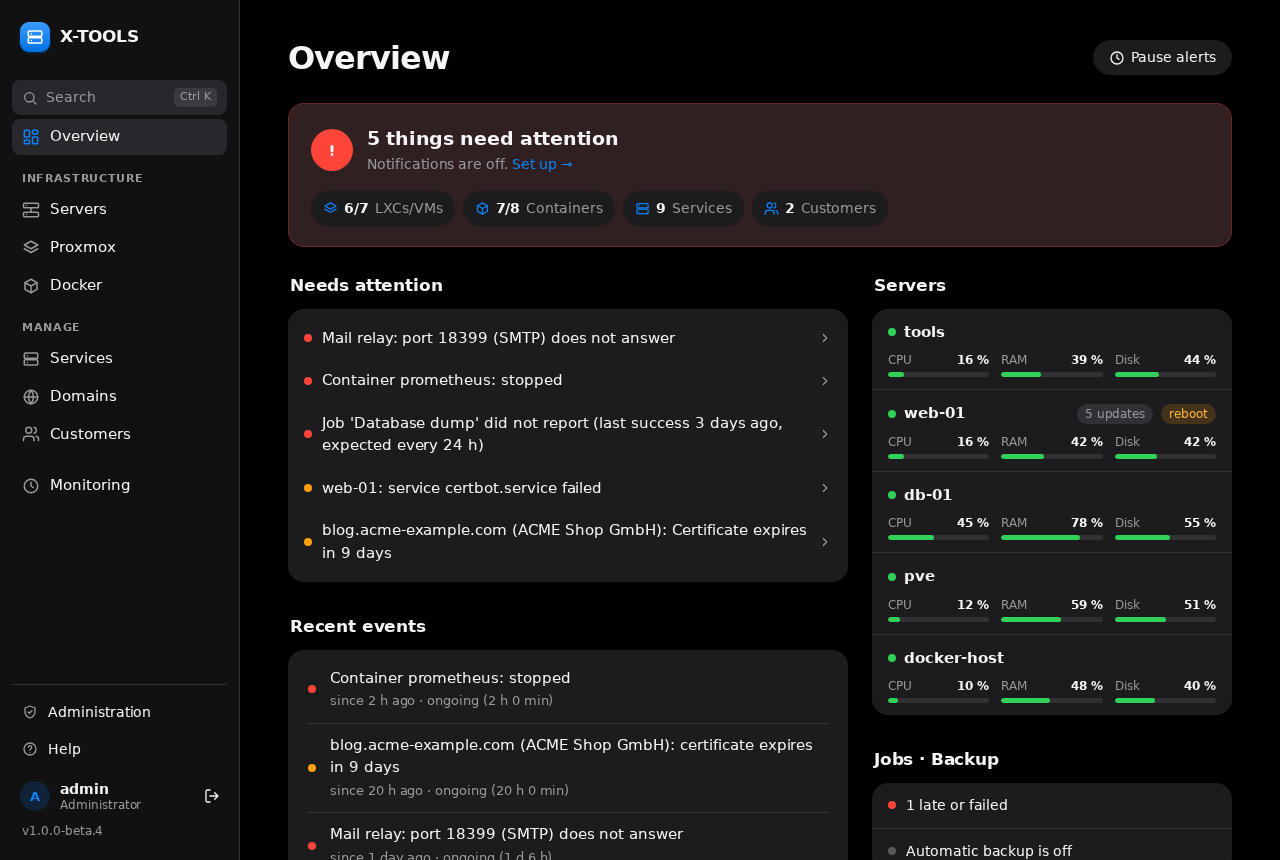 X-TOOLS
Search
Ctrl K
Overview
INFRASTRUCTURE
Servers
Proxmox
Docker
MANAGE
Services
Domains
Customers
Monitoring
Administration
Help
A
admin
Administrator
v1.0.0-beta.4
Overview
Pause alerts
5 things need attention
Notifications are off. Set up →
6/7 LXCs/VMs
7/8 Containers
9 Services
2 Customers
Needs attention
Mail relay: port 18399 (SMTP) does not answer
Container prometheus: stopped
Job 'Database dump' did not report (last success 3 days ago,
expected every 24 h)
web-01: service certbot.service failed
blog.acme-example.com (ACME Shop GmbH): Certificate expires
in 9 days
Recent events
Container prometheus: stopped
since 2 h ago · ongoing (2 h 0 min)
blog.acme-example.com (ACME Shop GmbH): certificate expires
in 9 days
since 20 h ago · ongoing (20 h 0 min)
Mail relay: port 18399 (SMTP) does not answer
since 1 day ago · ongoing (1 d 6 h)
Servers
tools
CPU 16 % RAM 39 % Disk 44 %
web-01 5 updates reboot
CPU 16 % RAM 42 % Disk 42 %
db-01
CPU 45 % RAM 78 % Disk 55 %
pve
CPU 12 % RAM 59 % Disk 51 %
docker-host
CPU 10 % RAM 48 % Disk 40 %
Jobs · Backup
1 late or failed
Automatic backup is off